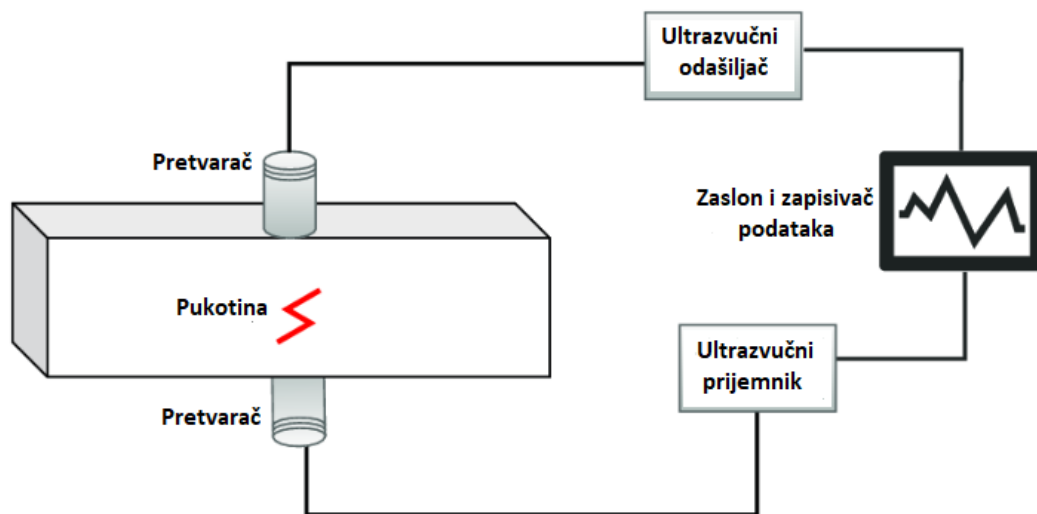 Ultrazvučni
odašiljač
Pretvarač
Zaslon i zapisivač
podataka
Pukotina
Ultrazvučni
prijemnik
Pretvarač